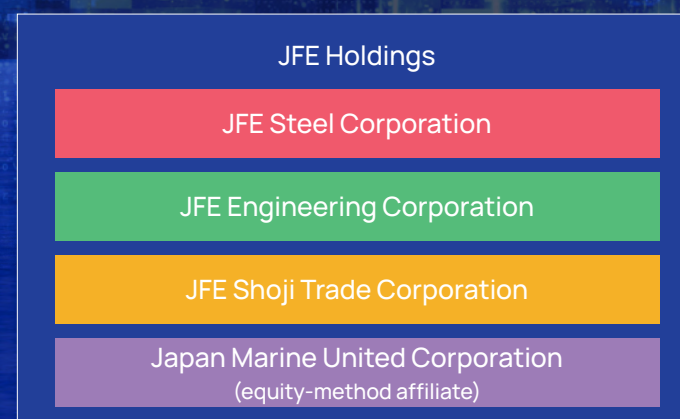 JFE Holdings
JFE Steel Corporation
JFE Engineering Corporation
JFE Shoji Trade Corporation
Japan Marine United Corporation
(equity-method affiliate)